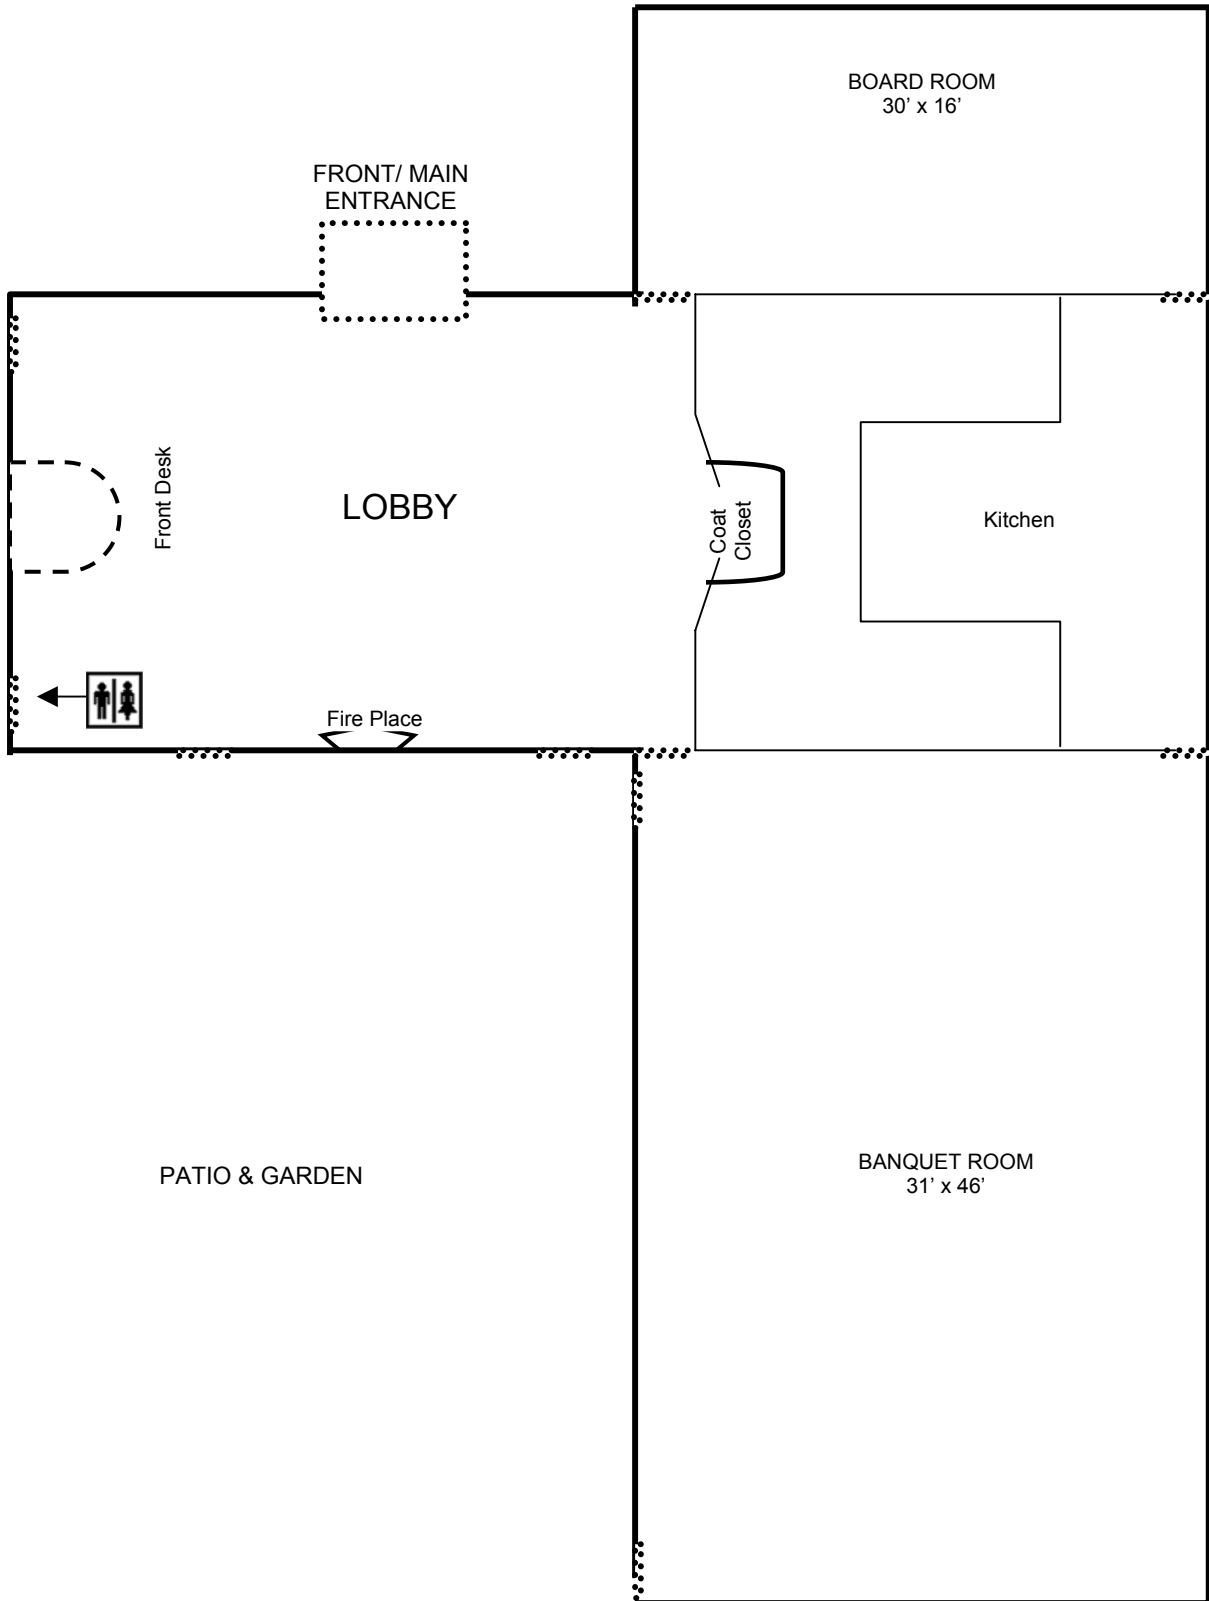 BOARD ROOM
30’ x 16’
FRONT/ MAIN
ENTRANCE
Front Desk
LOBBY
Coat
Closet
Kitchen
Fire Place
PATIO & GARDEN
BANQUET ROOM
31’ x 46’